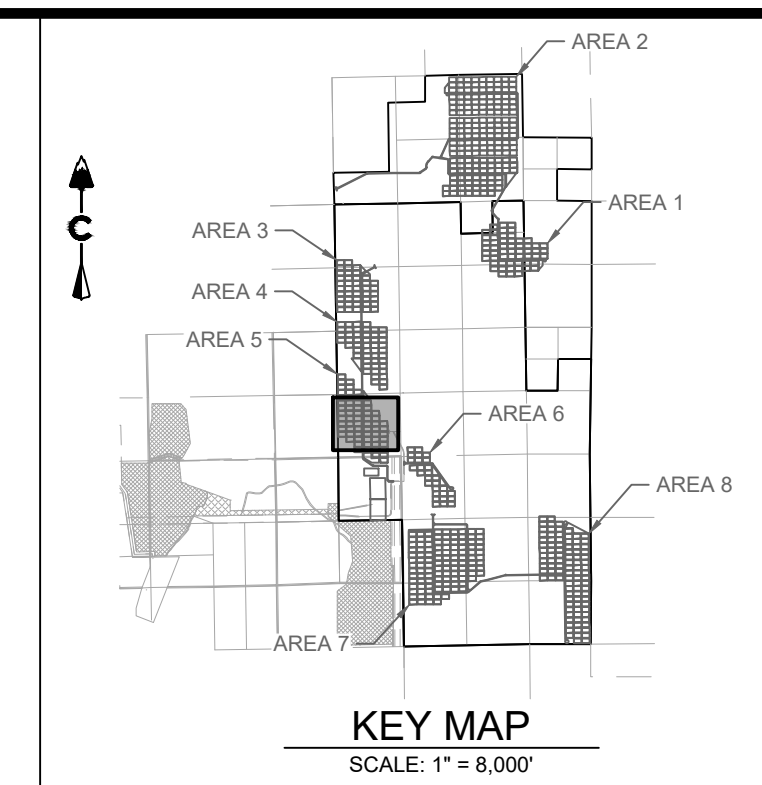 AREA 2
AREA 1
AREA 3
C
AREA 4
AREA 5
AREA 6
AREA 8
AREA 7
KEY MAP
SCALE: 1" = 8,000'